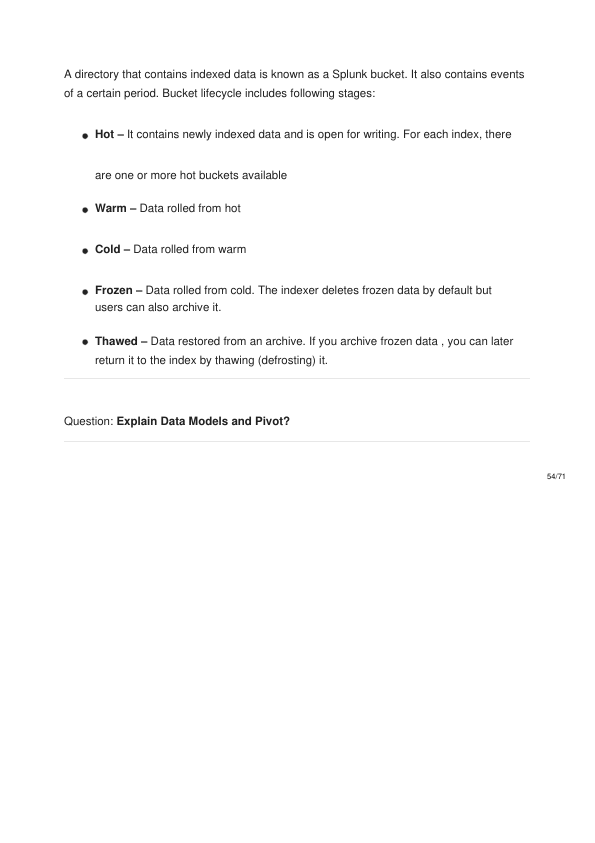 A directory that contains indexed data is known as a Splunk bucket. It also contains events
of a certain period. Bucket lifecycle includes following stages:
● Hot – It contains newly indexed data and is open for writing. For each index, there
are one or more hot buckets available
● Warm – Data rolled from hot
● Cold – Data rolled from warm
● Frozen – Data rolled from cold. The indexer deletes frozen data by default but
users can also archive it.
● Thawed – Data restored from an archive. If you archive frozen data , you can later
return it to the index by thawing (defrosting) it.
Question: Explain Data Models and Pivot?
54/71